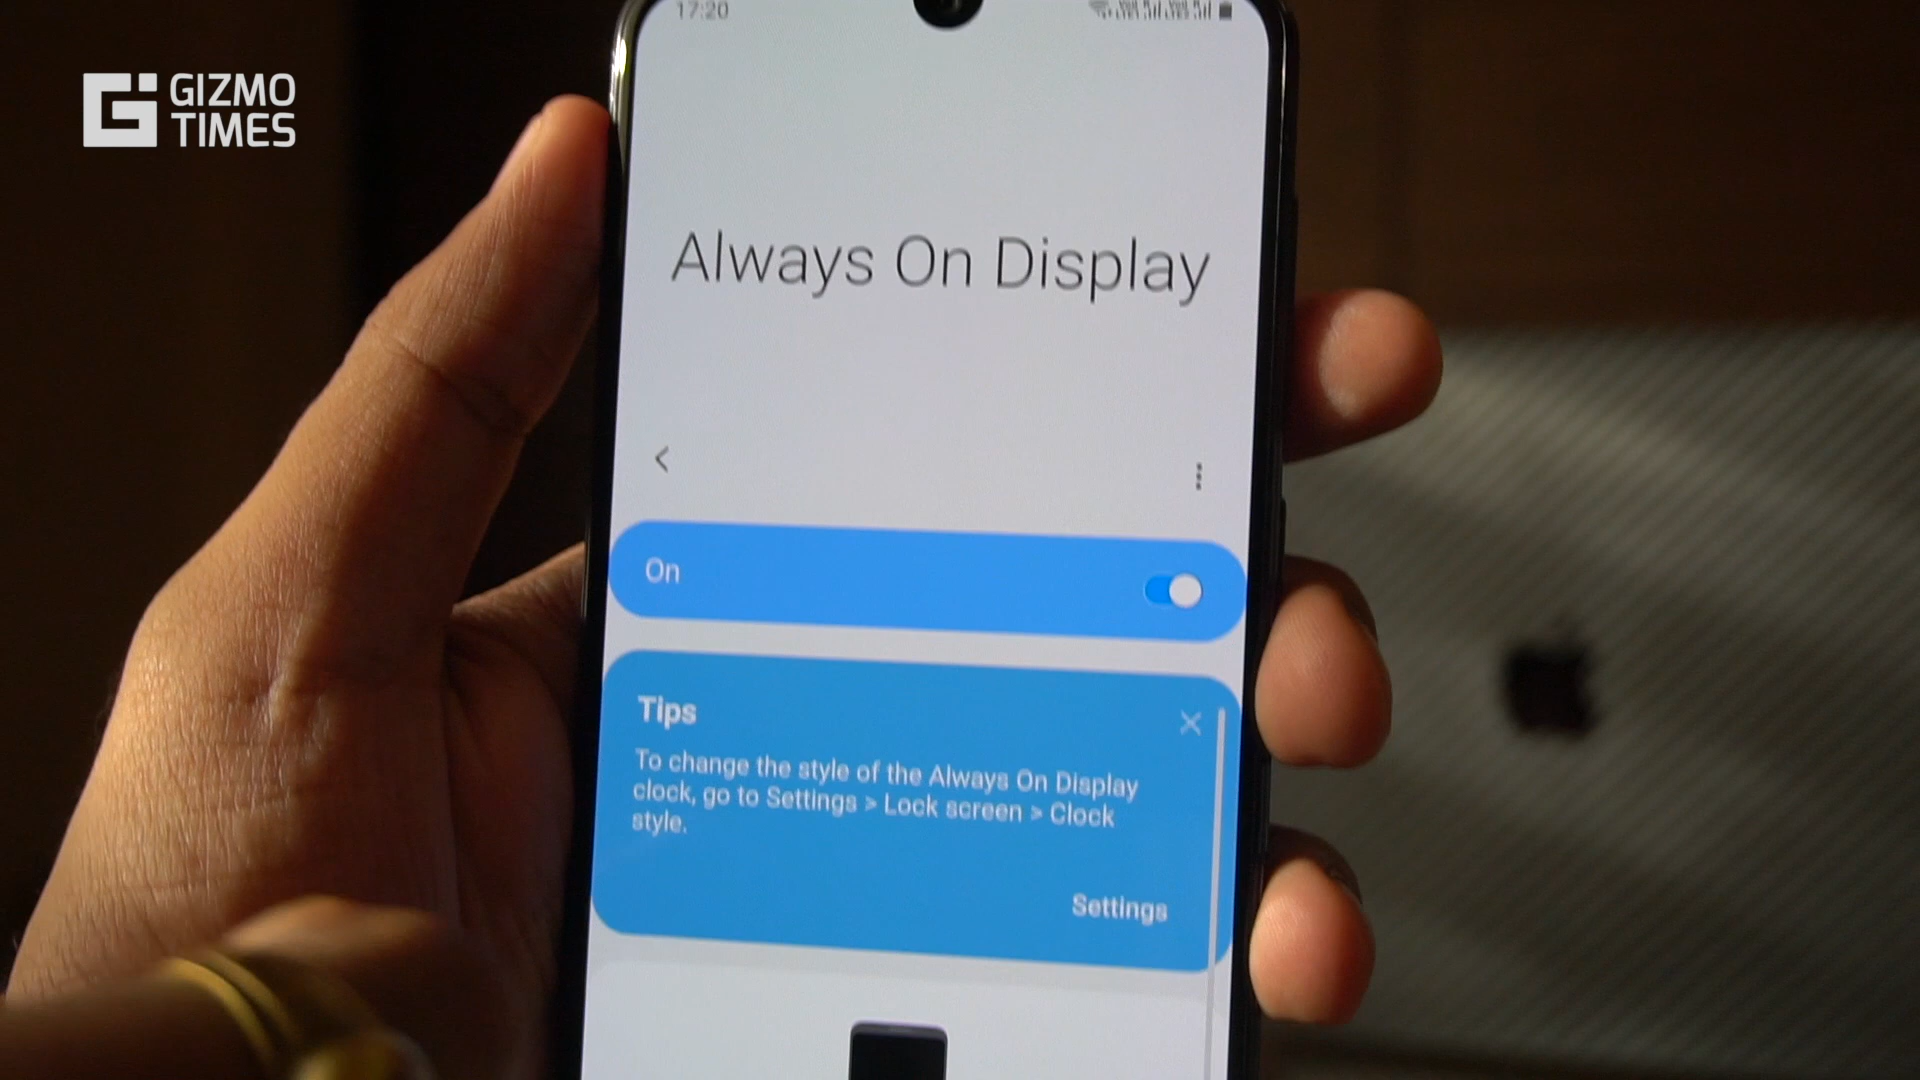 17:20
GIZMO
TIMES
Always On Display
On
Tips
To change the style of the Always On Display
clock, go to Settings > Lock screen > Clock
style.
Settings